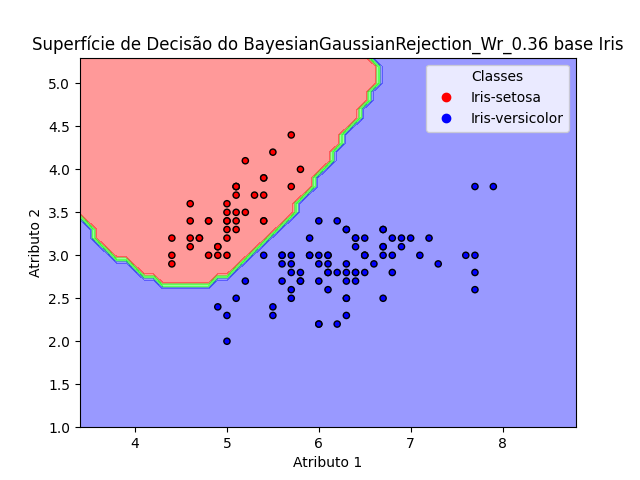 Superfície de Decisão do BayesianGaussianRejection_Wr_0.36 base Iris
Classes
Iris-setosa
Iris-versicolor
5.0
4.5
4.0
3.5
3.0
2.5
2.0
1.5
1.0
Atributo 2
4 5 6 7 8
Atributo 1